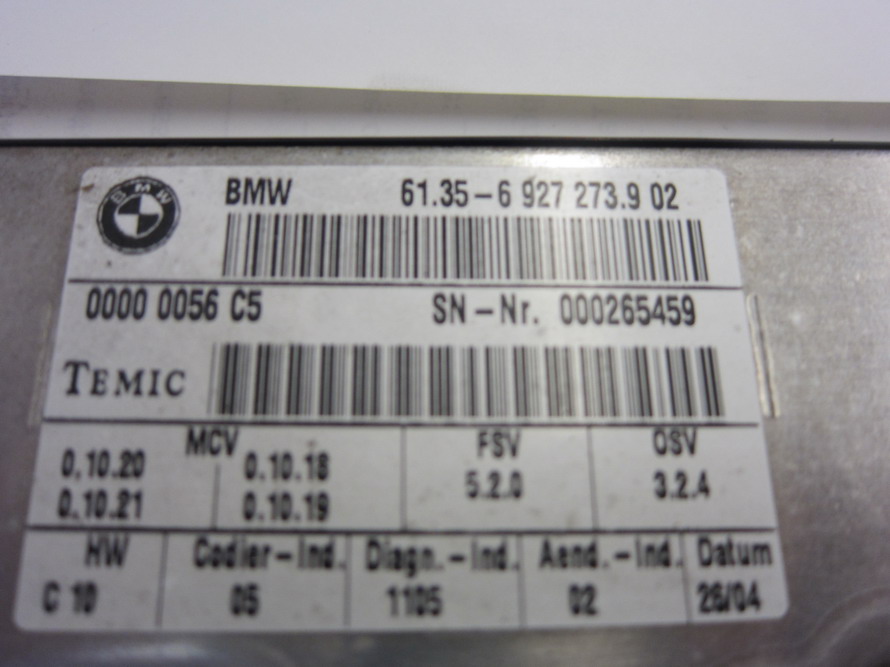 BMW
BMW 61.35-6 927 273.9 02
0000 0056 C5 SN-Nr. 000265459
TEMIC
MCV FSV OSV
0.10.20 0.10.18 5.2.0 3.2.4
0.10.21 0.10.19
HW Codier-Ind. Diagn.-Ind. Aend.-Ind. Datum
C 10 05 1105 02 26/04